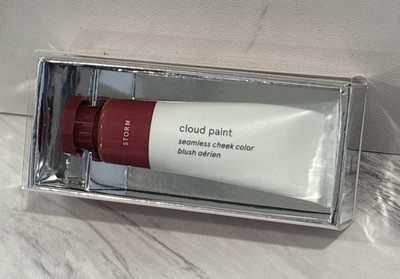 STORM
cloud paint
seamless cheek color
blush aérien